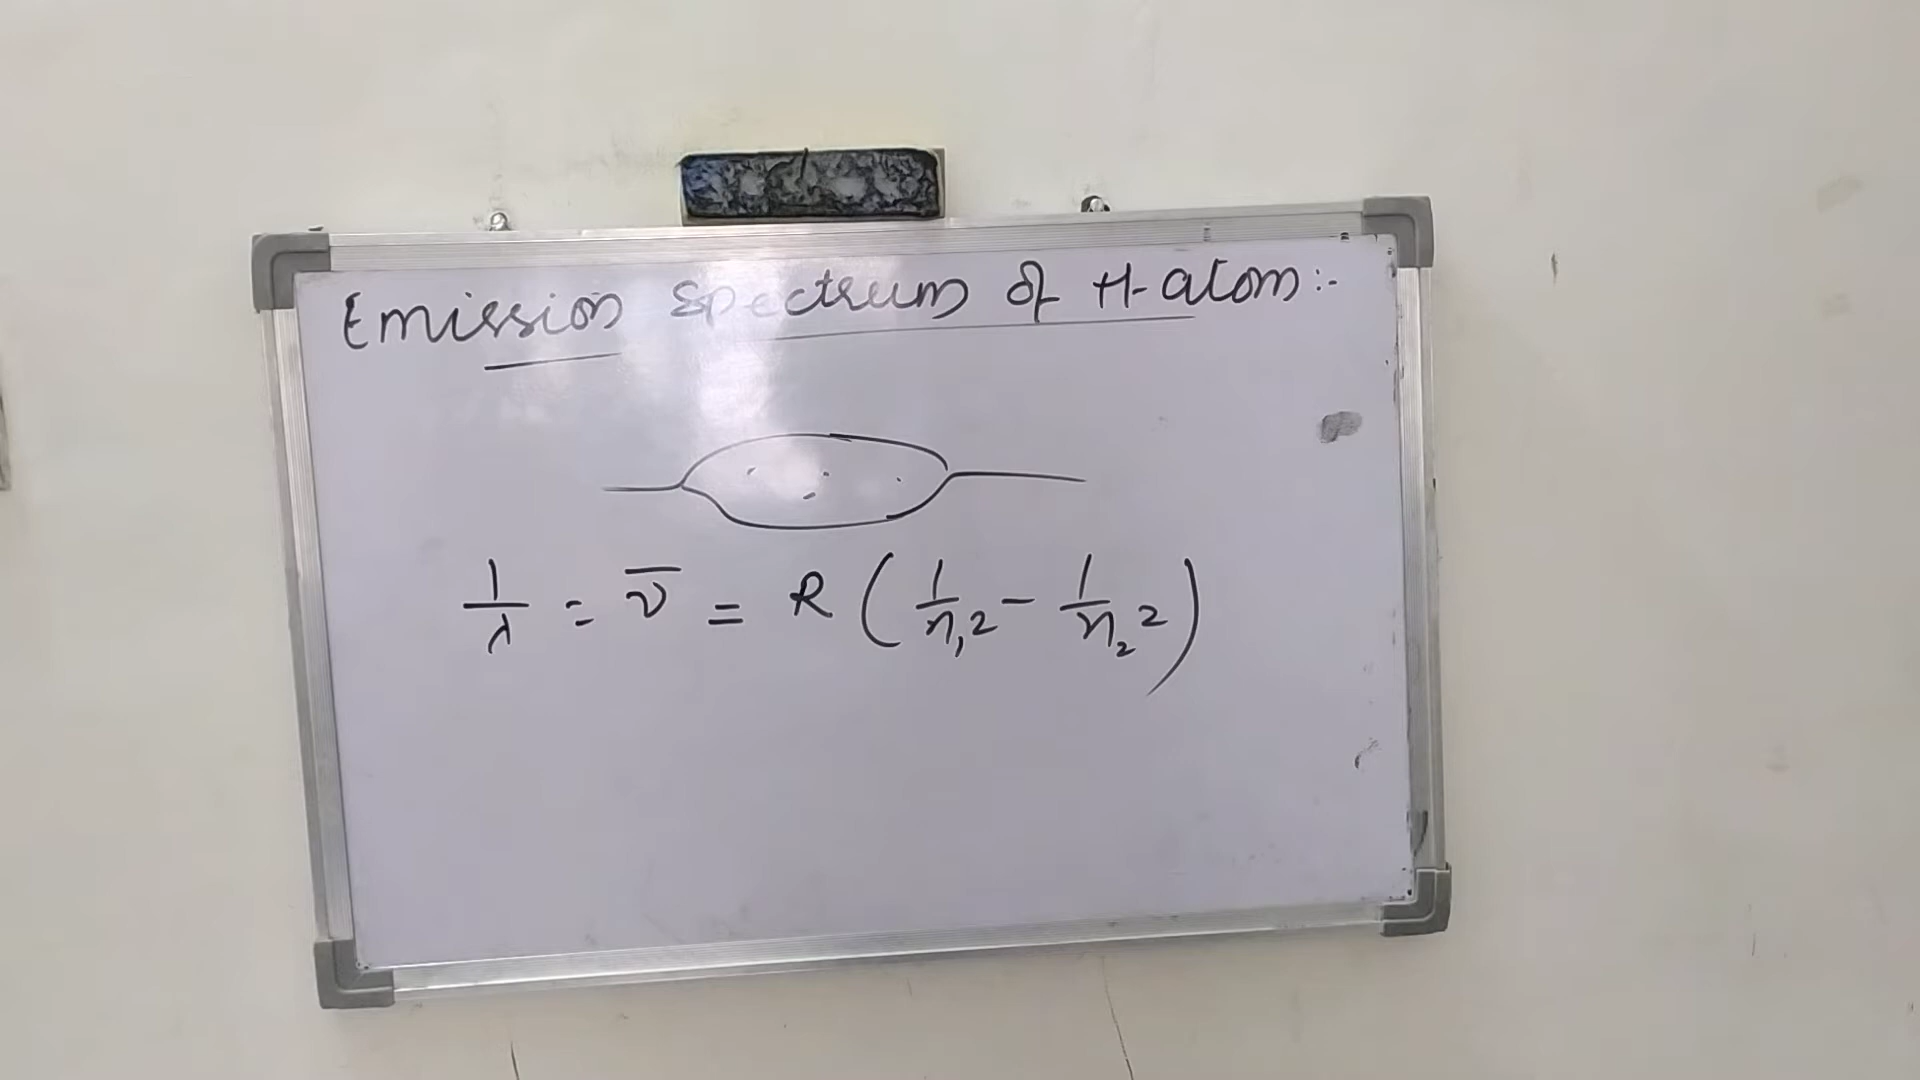 Emission Spectrum of H-atom:-
1/λ = ν̅ = R ( 1/n₁² - 1/n₂² )